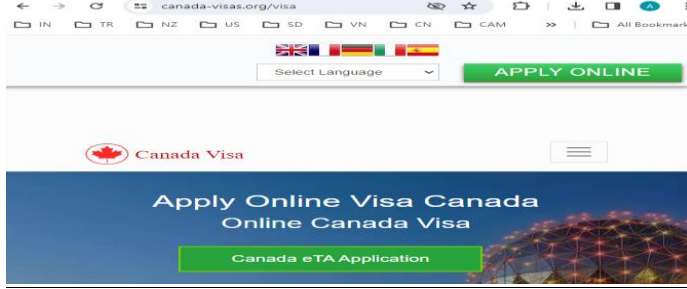 canada-visas.org/visa
IN TR NZ US SD VN CN CAM » All Bookmark
Select Language
APPLY ONLINE
Canada Visa
Apply Online Visa Canada
Online Canada Visa
Canada eTA Application